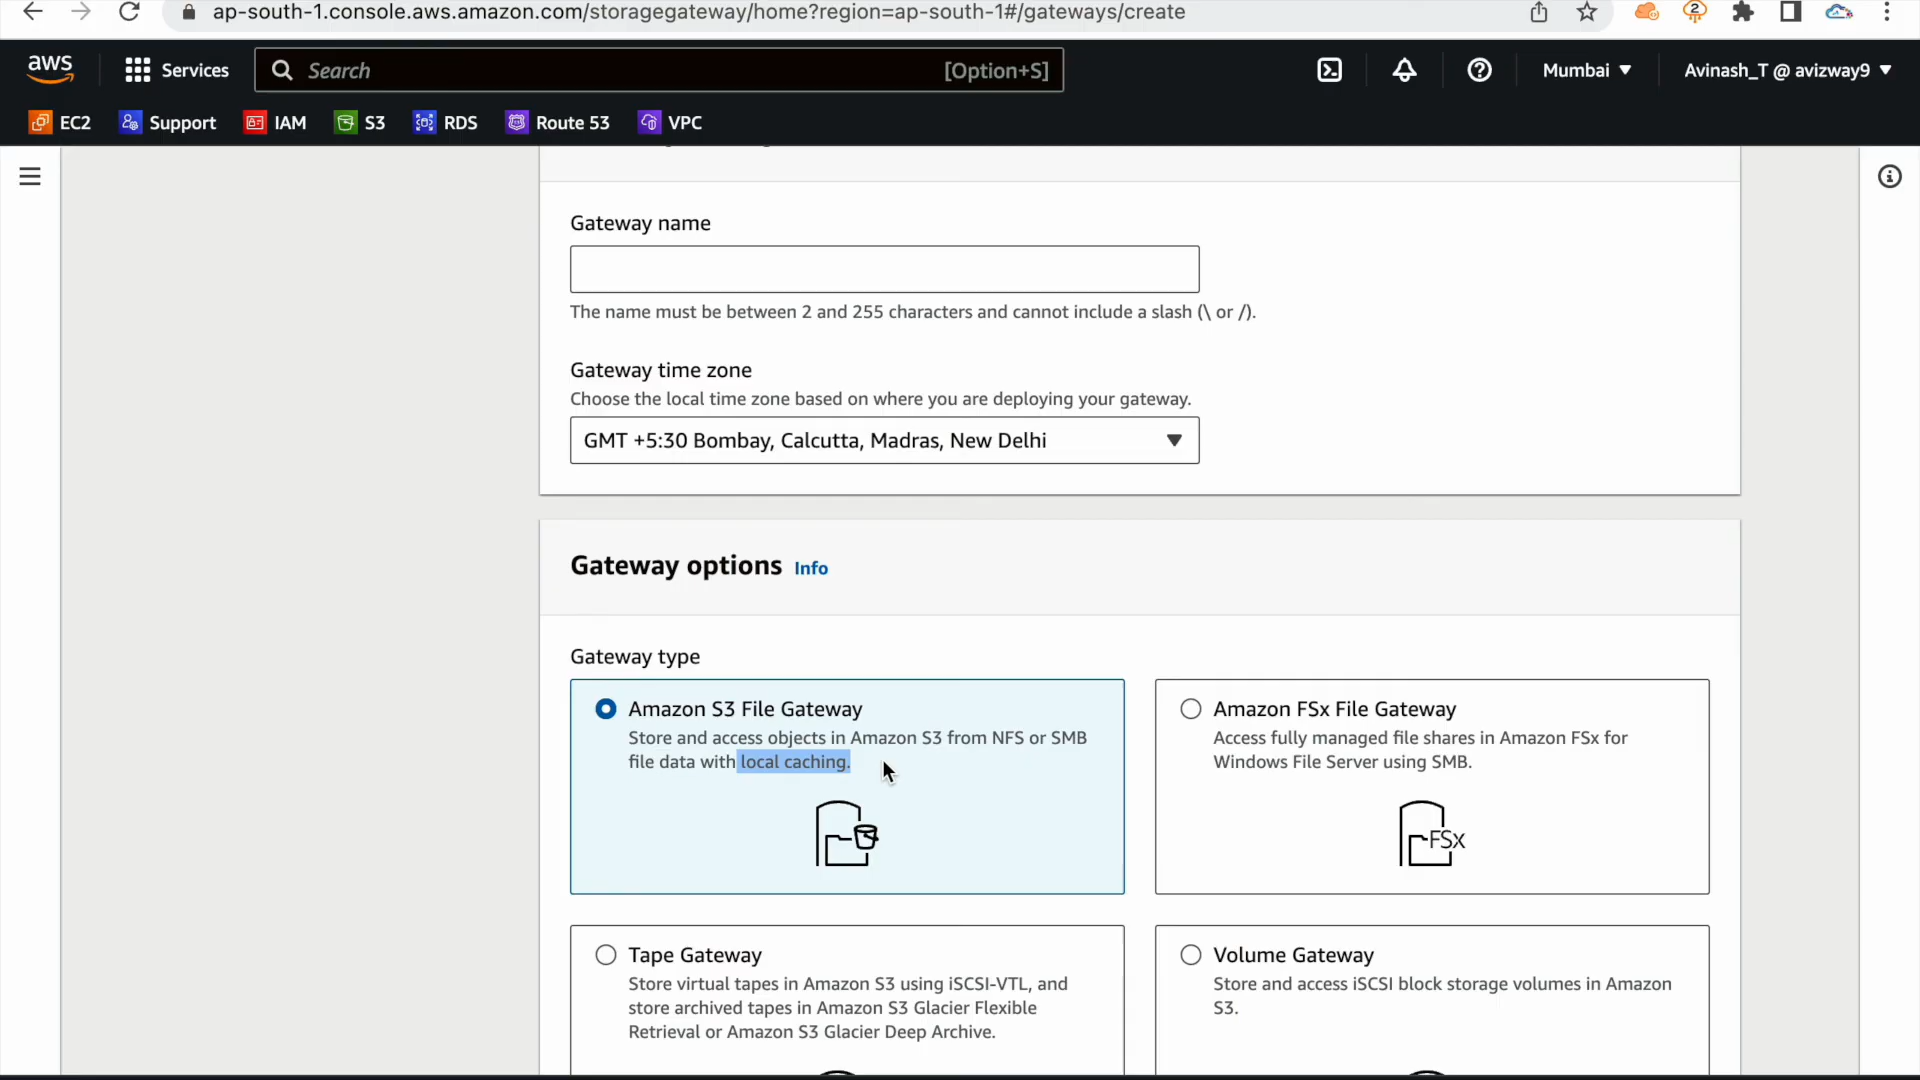 ap-south-1.console.aws.amazon.com/storagegateway/home?region=ap-south-1#/gateways/create
2
aws
Services
Search
[Option+S]
Mumbai
Avinash_T @ avizway9
EC2
Support
IAM
S3
RDS
Route 53
VPC
Gateway name
The name must be between 2 and 255 characters and cannot include a slash (\ or /).
Gateway time zone
Choose the local time zone based on where you are deploying your gateway.
GMT +5:30 Bombay, Calcutta, Madras, New Delhi
Gateway options Info
Gateway type
Amazon S3 File Gateway
Store and access objects in Amazon S3 from NFS or SMB
file data with local caching.
Amazon FSx File Gateway
Access fully managed file shares in Amazon FSx for
Windows File Server using SMB.
FSx
Tape Gateway
Store virtual tapes in Amazon S3 using iSCSI-VTL, and
store archived tapes in Amazon S3 Glacier Flexible
Retrieval or Amazon S3 Glacier Deep Archive.
Volume Gateway
Store and access iSCSI block storage volumes in Amazon
S3.